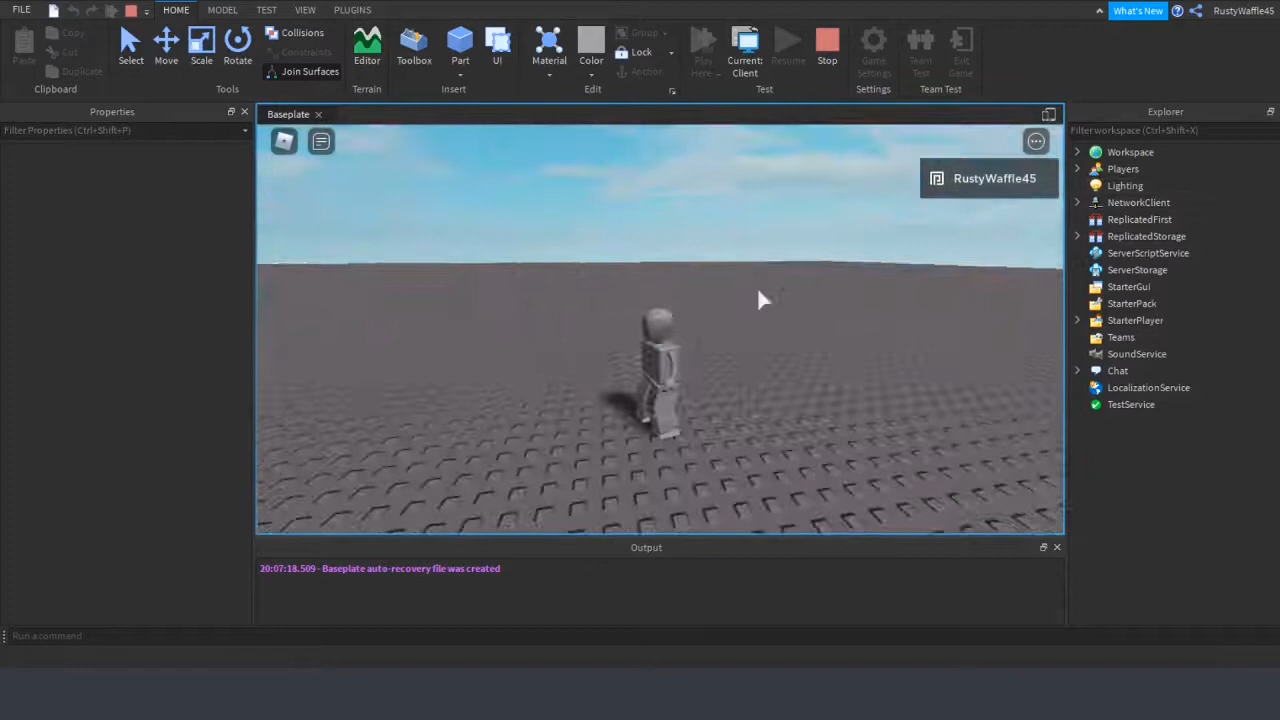 FILE HOME MODEL TEST VIEW PLUGINS What's New RustyWaffle45
Paste Copy Cut Duplicate Select Move Scale Rotate Collisions Constraints Join Surfaces Editor Toolbox Part UI Material Color Group Lock Anchor Play Here Current: Client Resume Stop Game Settings Team Test Exit Game
Clipboard Tools Terrain Insert Edit Test Settings Team Test
Properties
Filter Properties (Ctrl+Shift+P)
Baseplate
RustyWaffle45
Output
20:07:18.509 - Baseplate auto-recovery file was created
Explorer
Filter workspace (Ctrl+Shift+X)
Workspace
Players
Lighting
NetworkClient
ReplicatedFirst
ReplicatedStorage
ServerScriptService
ServerStorage
StarterGui
StarterPack
StarterPlayer
Teams
SoundService
Chat
LocalizationService
TestService
Run a command